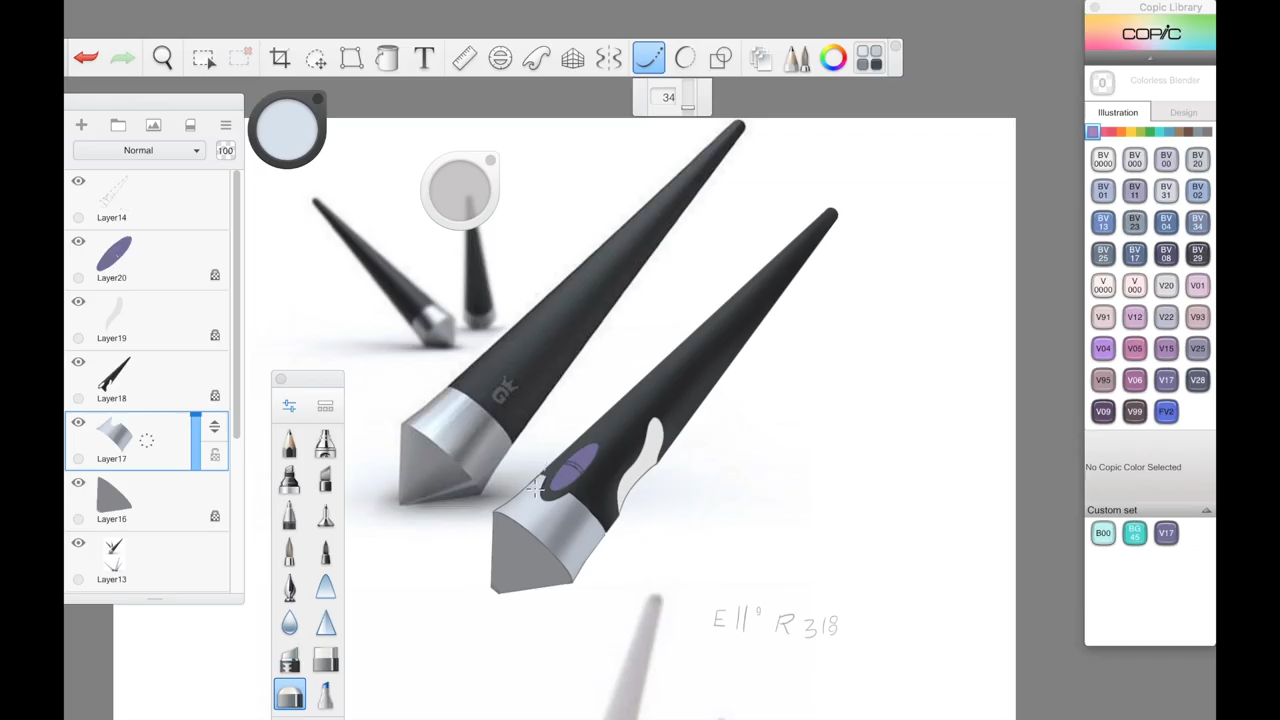 Copic Library
COPIC
0
Colorless Blender
Illustration
Design
BV 0000
BV 000
BV 00
BV 20
BV 01
BV 11
BV 31
BV 02
BV 13
BV 23
BV 04
BV 34
BV 25
BV 17
BV 08
BV 29
V 0000
V 000
V20
V01
V91
V12
V22
V93
V04
V05
V15
V25
V95
V06
V17
V28
V09
V99
FV2
No Copic Color Selected
Custom set
B00
BG 45
V17
T
34
Normal
100
Layer14
Layer20
Layer19
Layer18
Layer17
Layer16
Layer13
GK